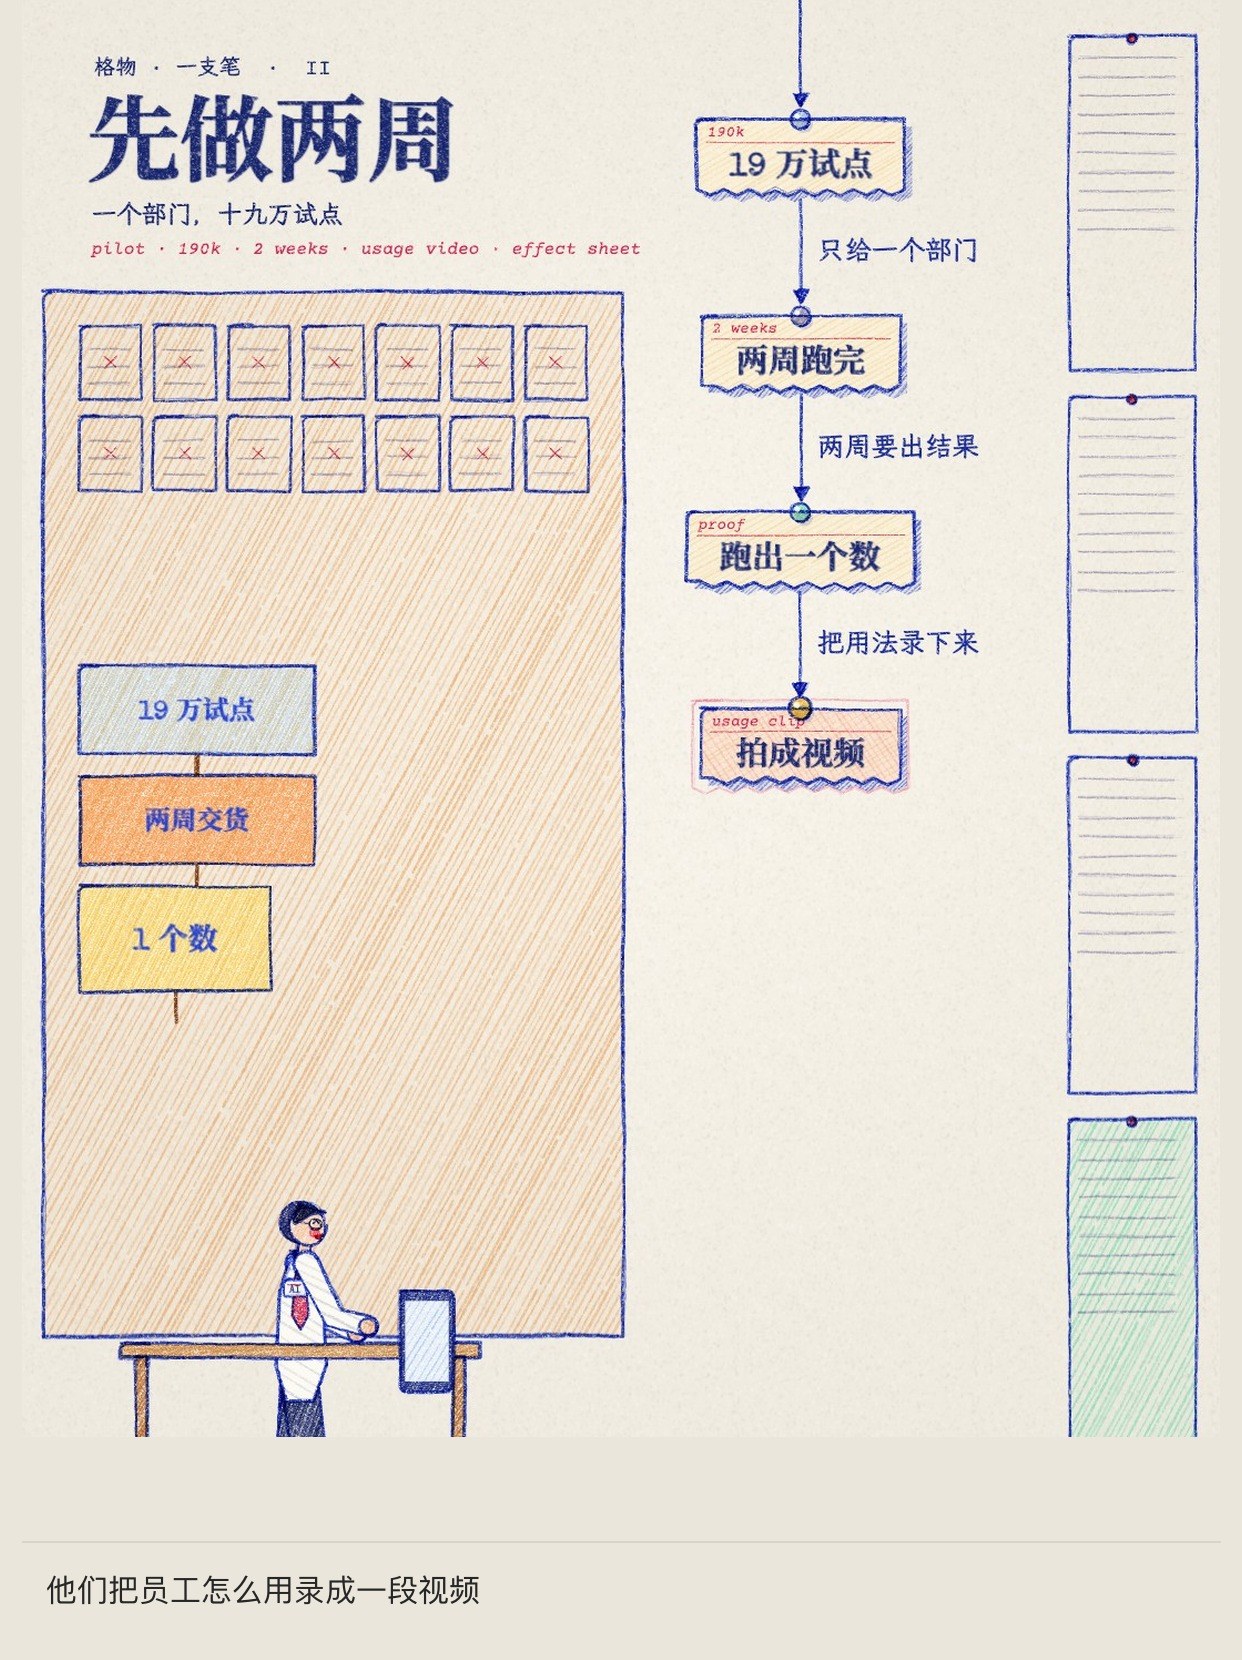 格物 · 一支笔 · II
先做两周
一个部门，十九万试点
pilot · 190k · 2 weeks · usage video · effect sheet
19 万试点
两周交货
1 个数
AI
190k
19 万试点
只给一个部门
2 weeks
两周跑完
两周要出结果
proof
跑出一个数
把用法录下来
usage clip
拍成视频
他们把员工怎么用录成一段视频